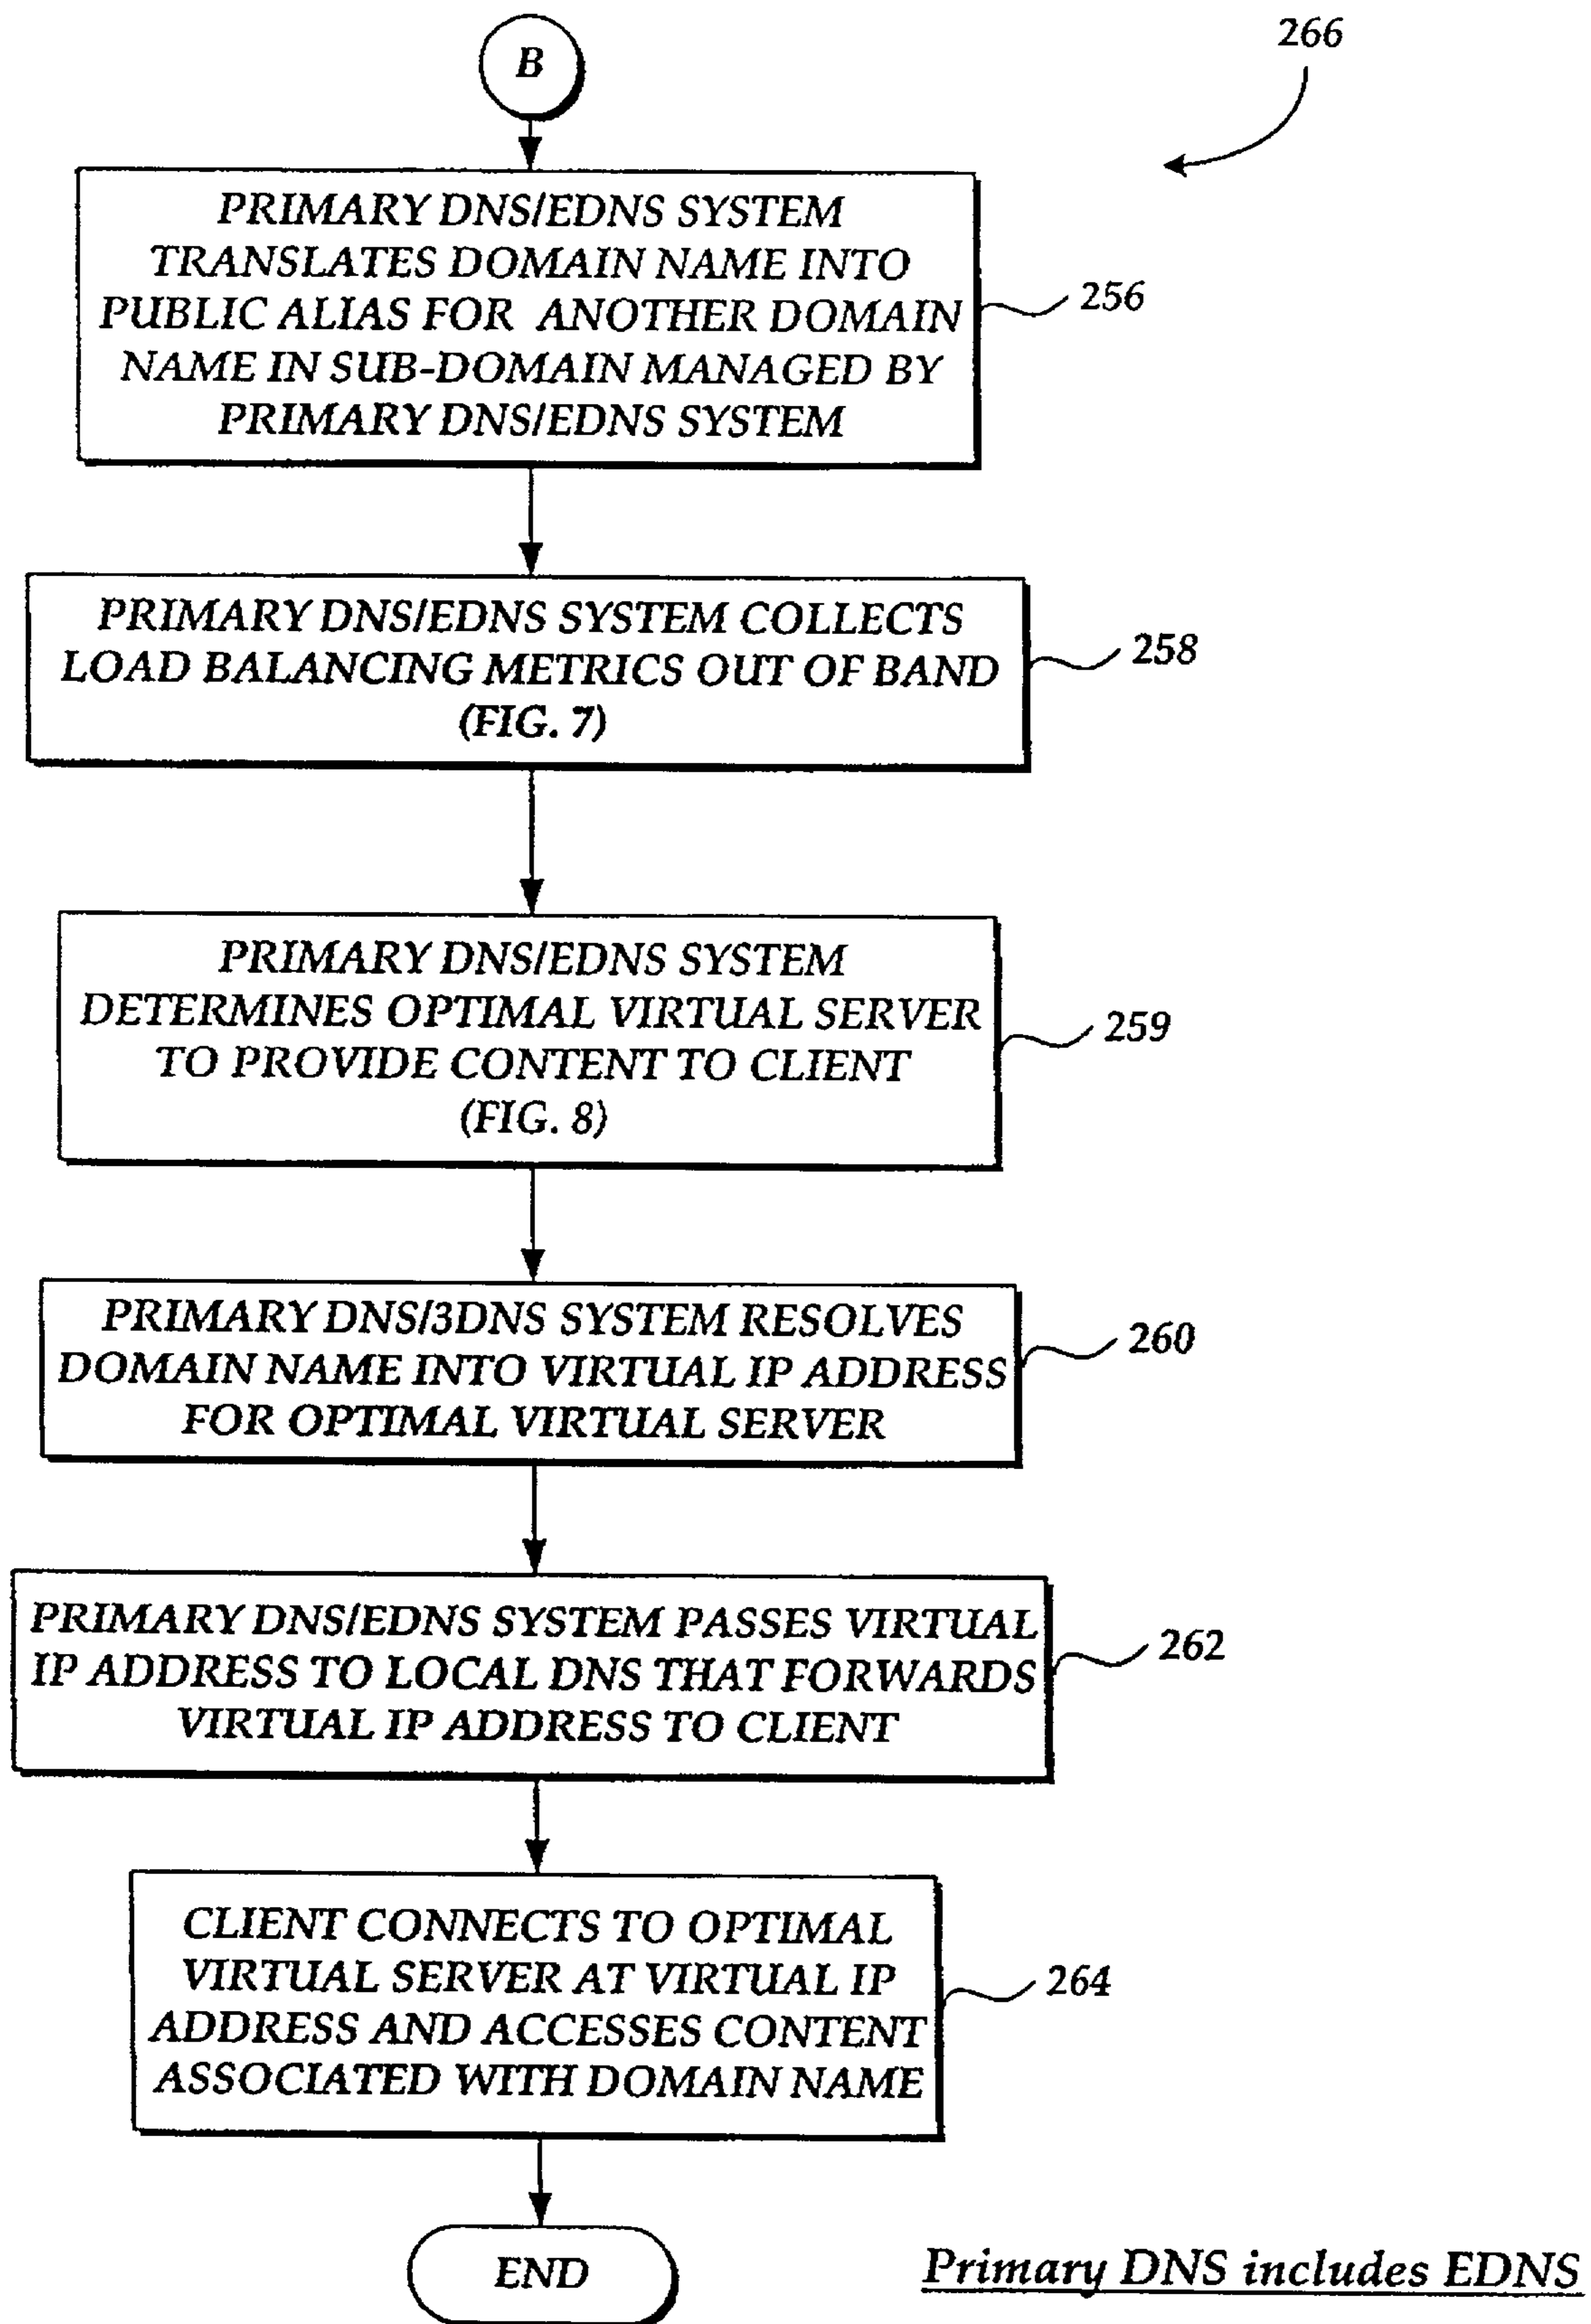 B
266
PRIMARY DNS/EDNS SYSTEM
TRANSLATES DOMAIN NAME INTO
PUBLIC ALIAS FOR ANOTHER DOMAIN
NAME IN SUB-DOMAIN MANAGED BY
PRIMARY DNS/EDNS SYSTEM
256
PRIMARY DNS/EDNS SYSTEM COLLECTS
LOAD BALANCING METRICS OUT OF BAND
(FIG. 7)
258
PRIMARY DNS/EDNS SYSTEM
DETERMINES OPTIMAL VIRTUAL SERVER
TO PROVIDE CONTENT TO CLIENT
(FIG. 8)
259
PRIMARY DNS/3DNS SYSTEM RESOLVES
DOMAIN NAME INTO VIRTUAL IP ADDRESS
FOR OPTIMAL VIRTUAL SERVER
260
PRIMARY DNS/EDNS SYSTEM PASSES VIRTUAL
IP ADDRESS TO LOCAL DNS THAT FORWARDS
VIRTUAL IP ADDRESS TO CLIENT
262
CLIENT CONNECTS TO OPTIMAL
VIRTUAL SERVER AT VIRTUAL IP
ADDRESS AND ACCESSES CONTENT
ASSOCIATED WITH DOMAIN NAME
264
END
Primary DNS includes EDNS